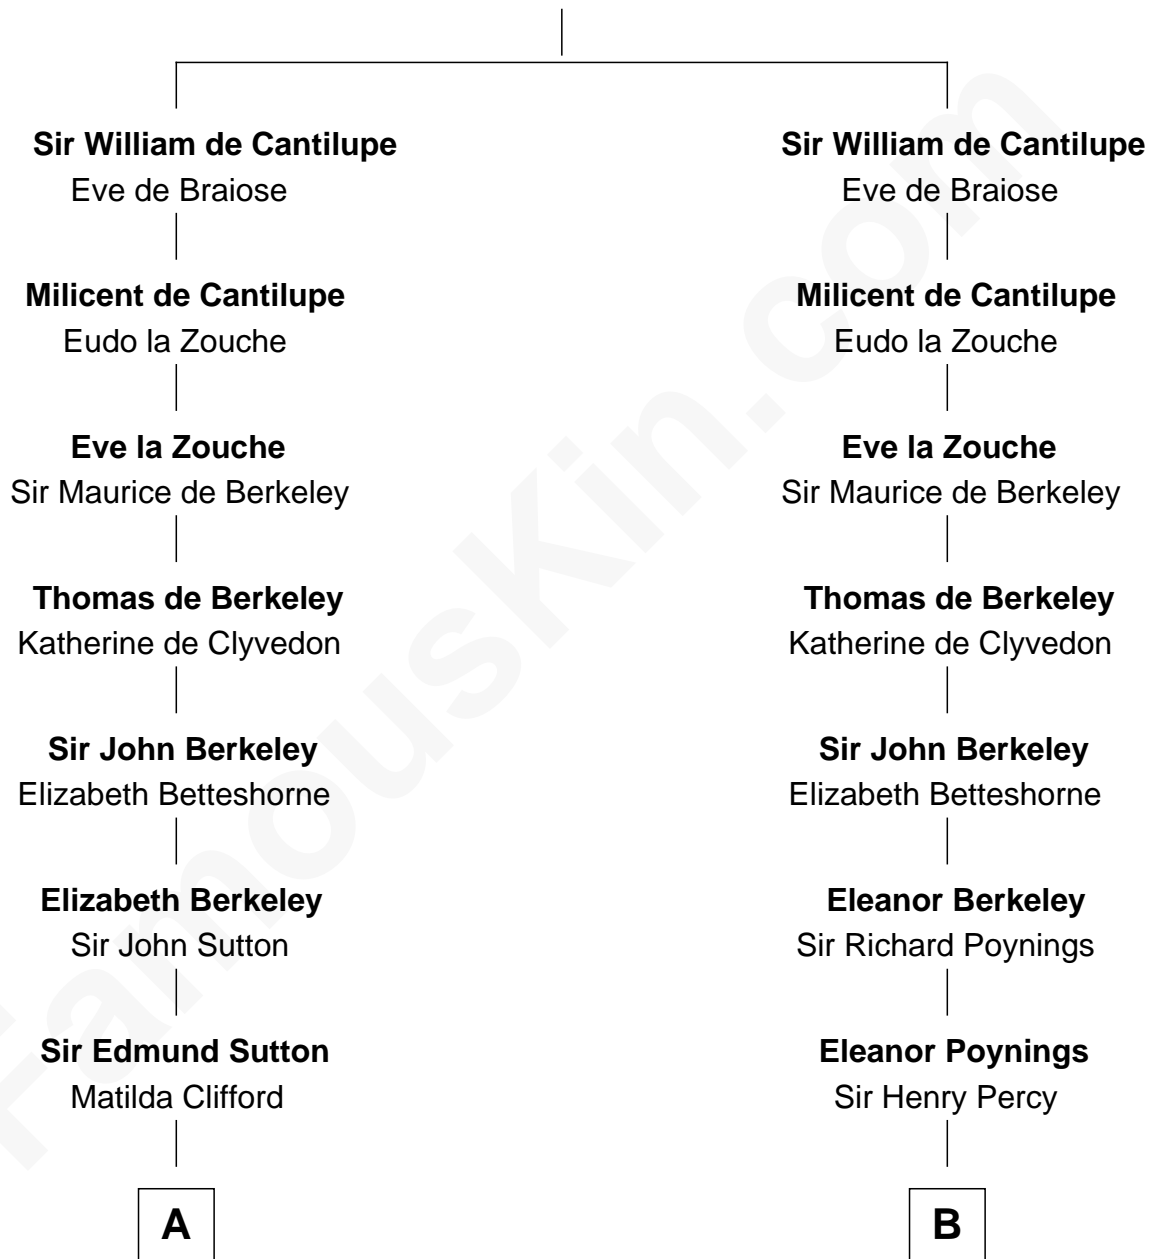 Sir William de Cantilupe
Eve de Braiose
Milicent de Cantilupe
Eudo la Zouche
Eve la Zouche
Sir Maurice de Berkeley
Thomas de Berkeley
Katherine de Clyvedon
Sir John Berkeley
Elizabeth Betteshorne
Elizabeth Berkeley
Sir John Sutton
Sir Edmund Sutton
Matilda Clifford
A
Sir William de Cantilupe
Eve de Braiose
Milicent de Cantilupe
Eudo la Zouche
Eve la Zouche
Sir Maurice de Berkeley
Thomas de Berkeley
Katherine de Clyvedon
Sir John Berkeley
Elizabeth Betteshorne
Eleanor Berkeley
Sir Richard Poynings
Eleanor Poynings
Sir Henry Percy
B
FamousKin.com